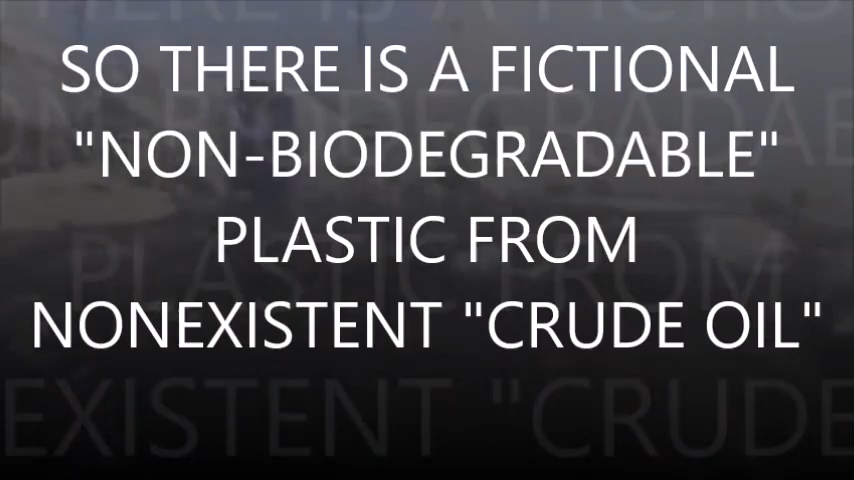 SO THERE IS A FICTIONAL
"NON-BIODEGRADABLE"
PLASTIC FROM
NONEXISTENT "CRUDE OIL"